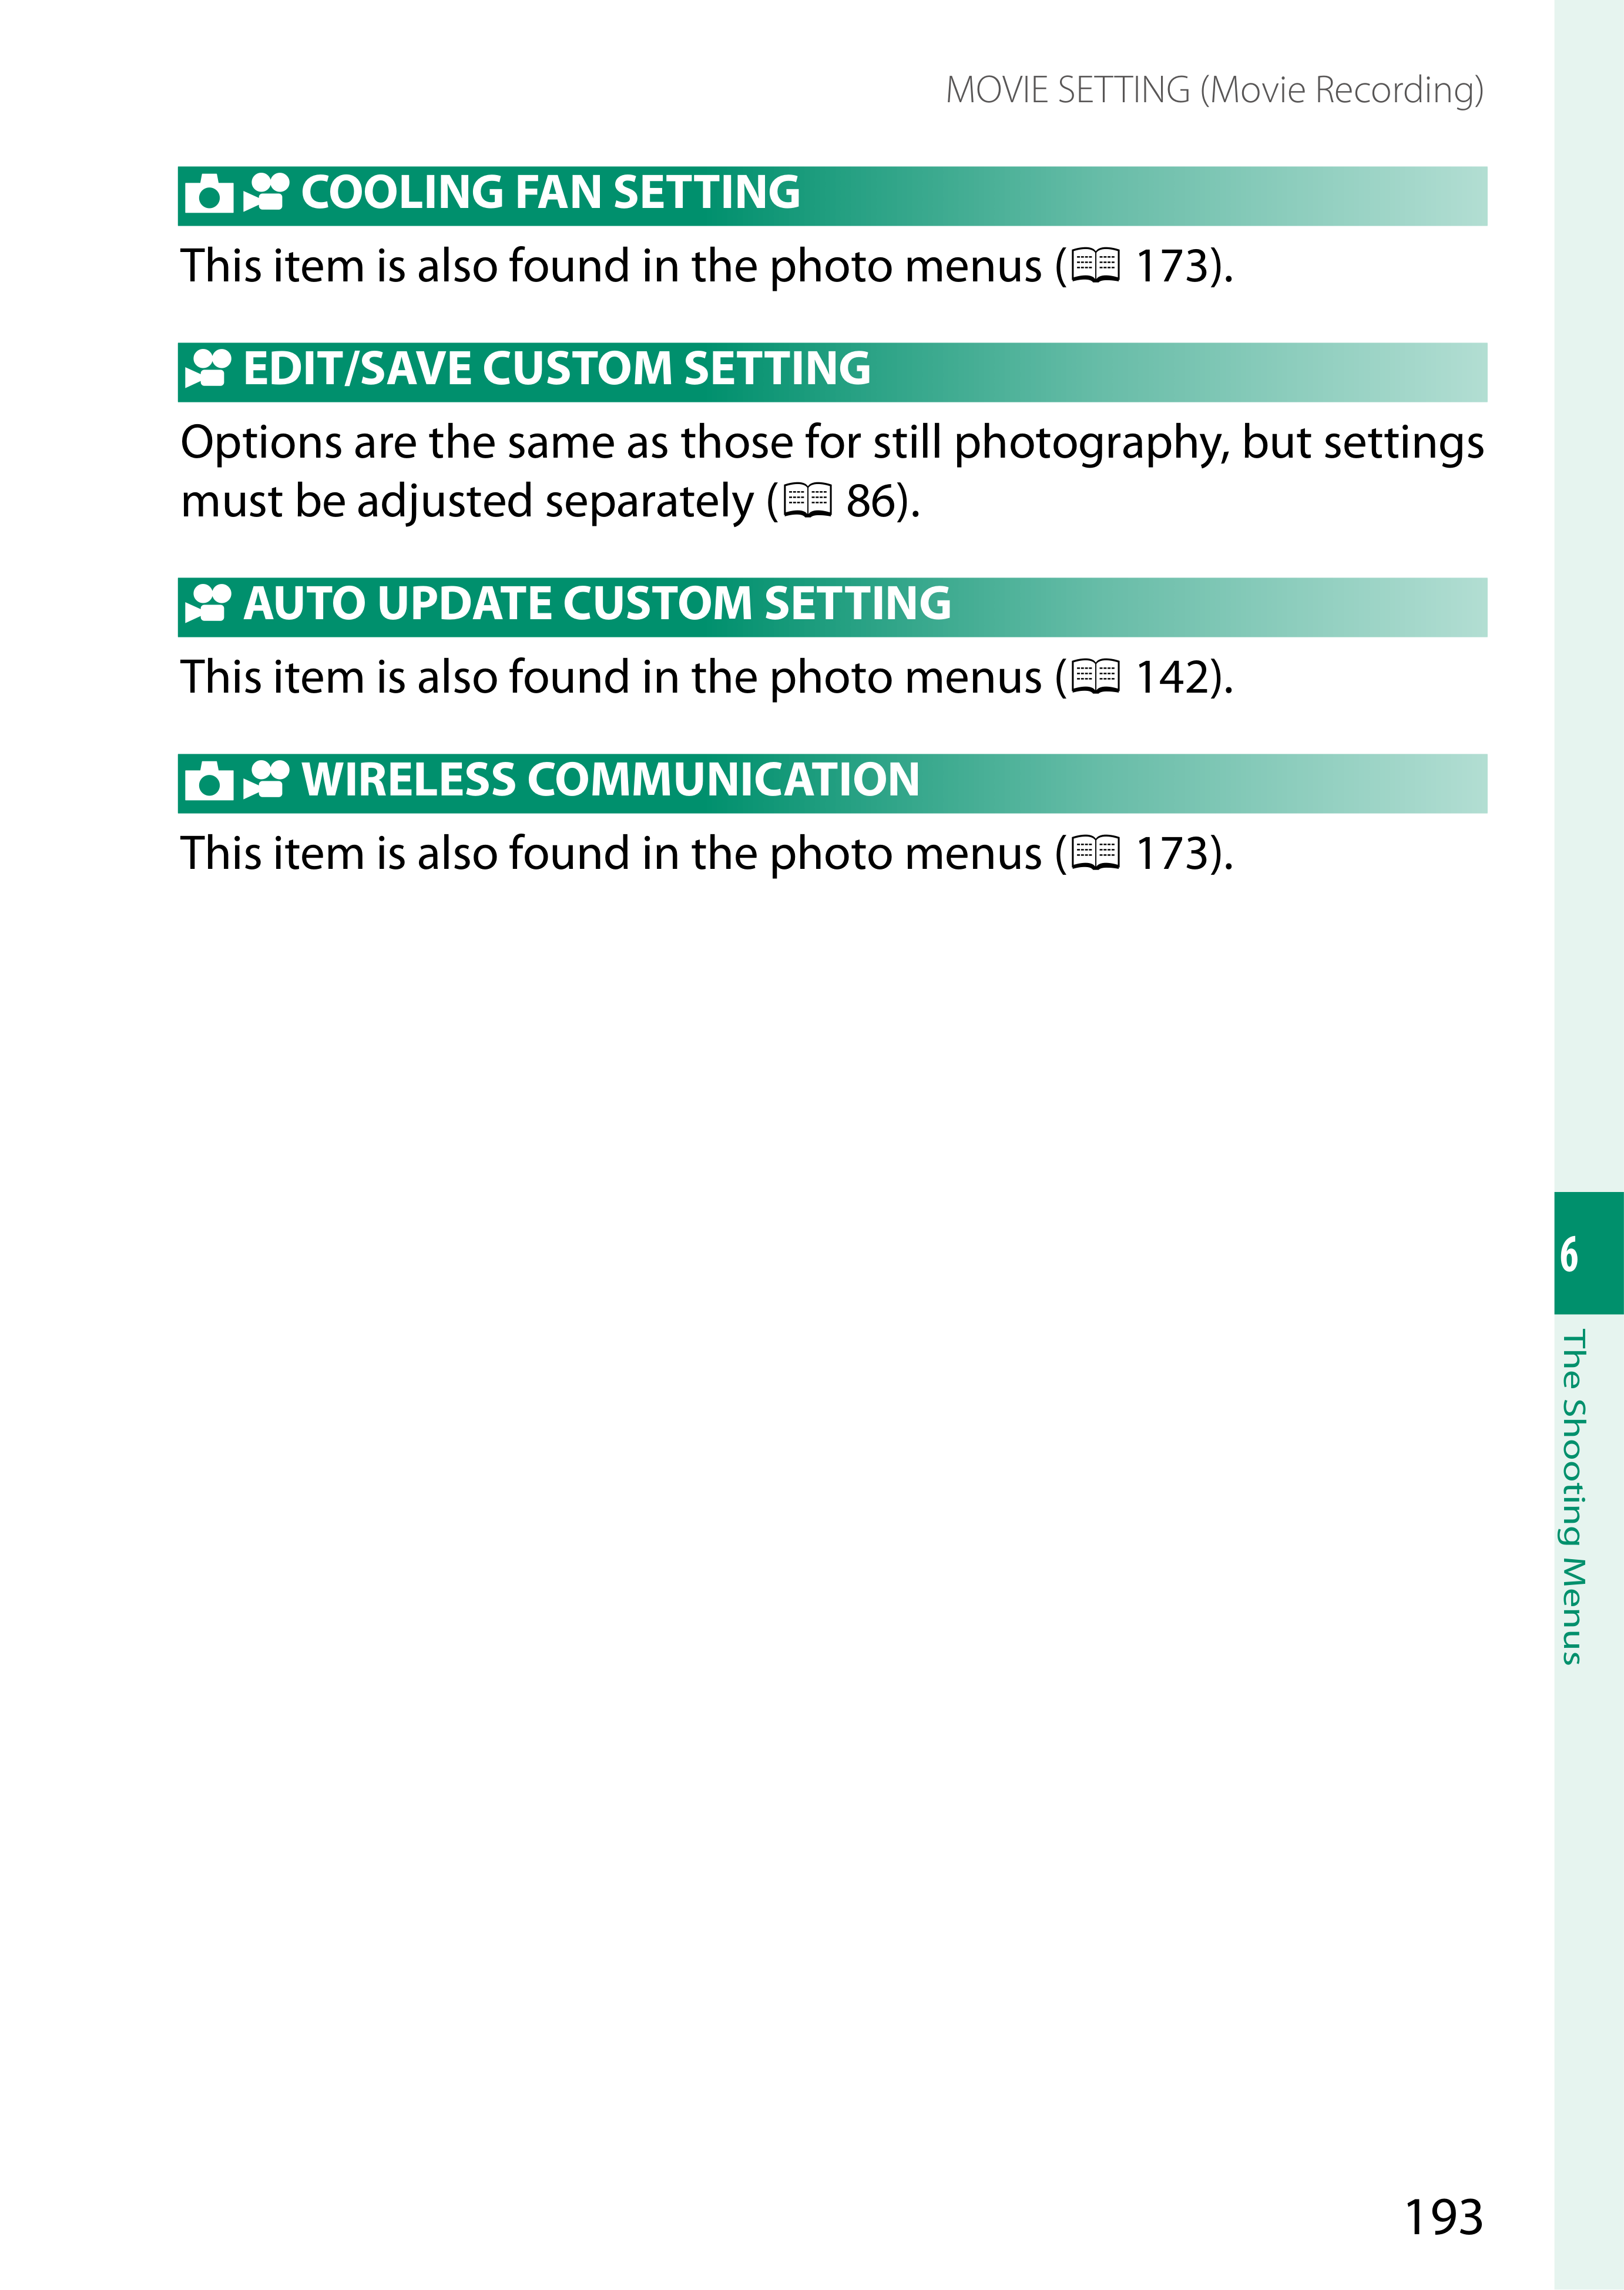 MOVIE SETTING (Movie Recording)
COOLING FAN SETTING
This item is also found in the photo menus ( 173).
EDIT/SAVE CUSTOM SETTING
Options are the same as those for still photography, but settings
must be adjusted separately ( 86).
AUTO UPDATE CUSTOM SETTING
This item is also found in the photo menus ( 142).
WIRELESS COMMUNICATION
This item is also found in the photo menus ( 173).
6
The Shooting Menus
193